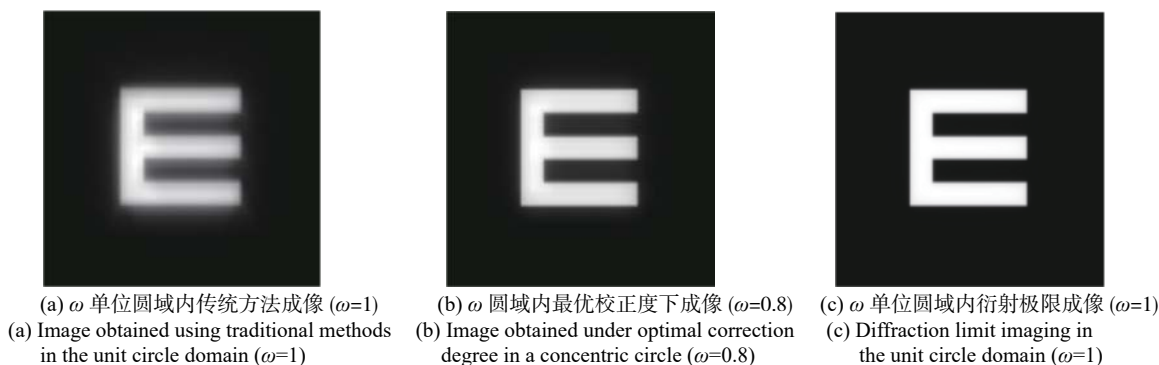 E
E
E
(a) ω 单位圆域内传统方法成像 (ω=1)
(a) Image obtained using traditional methods
in the unit circle domain (ω=1)
(b) ω 圆域内最优校正度下成像 (ω=0.8)
(b) Image obtained under optimal correction
degree in a concentric circle (ω=0.8)
(c) ω 单位圆域内衍射极限成像 (ω=1)
(c) Diffraction limit imaging in
the unit circle domain (ω=1)